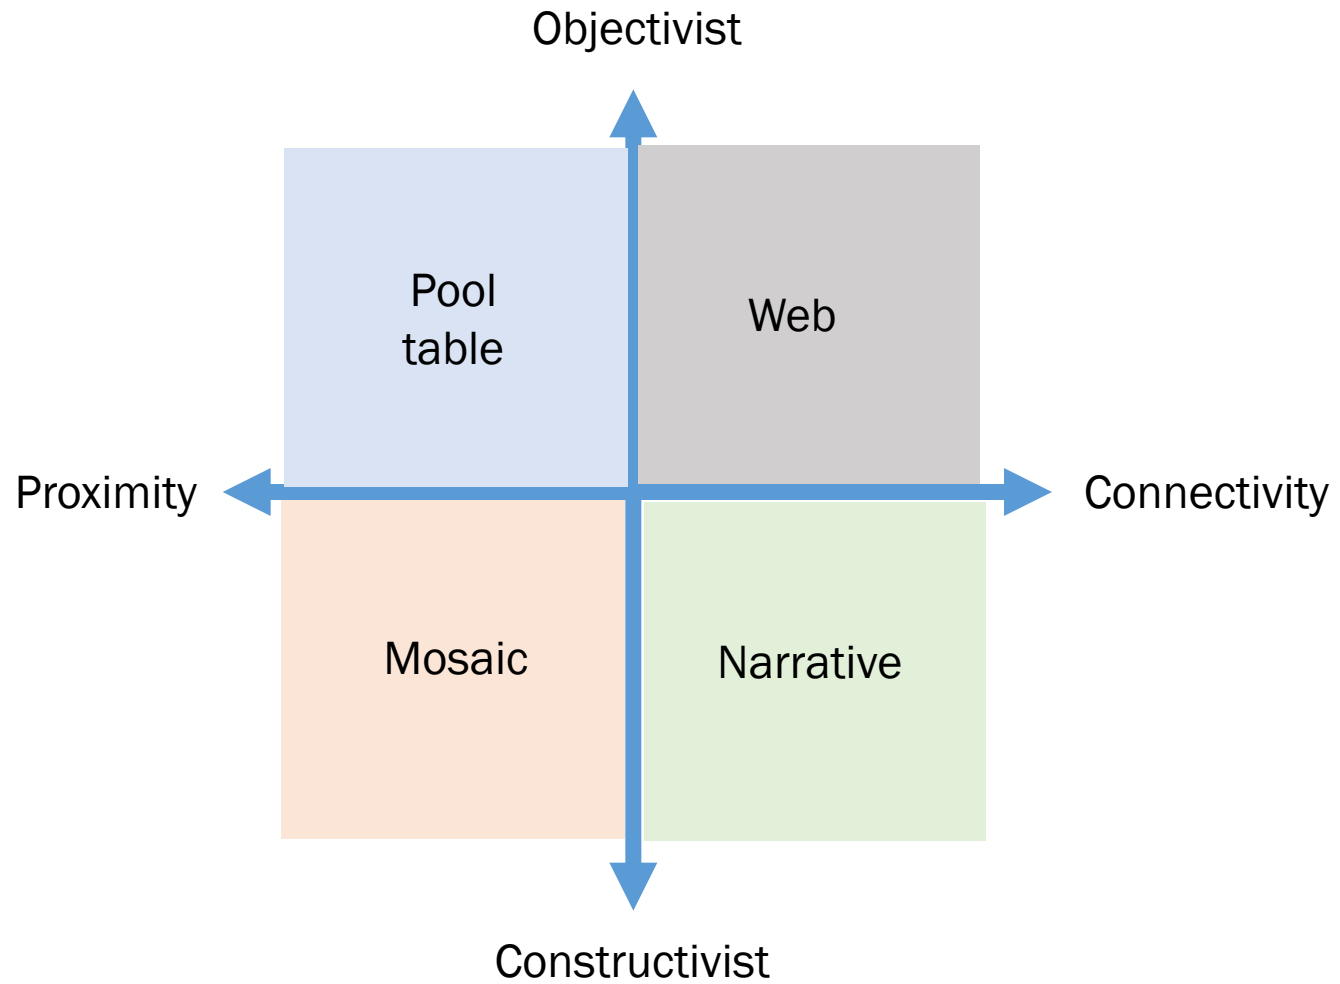 Objectivist
Pool
table
Web
Proximity
Connectivity
Mosaic
Narrative
Constructivist